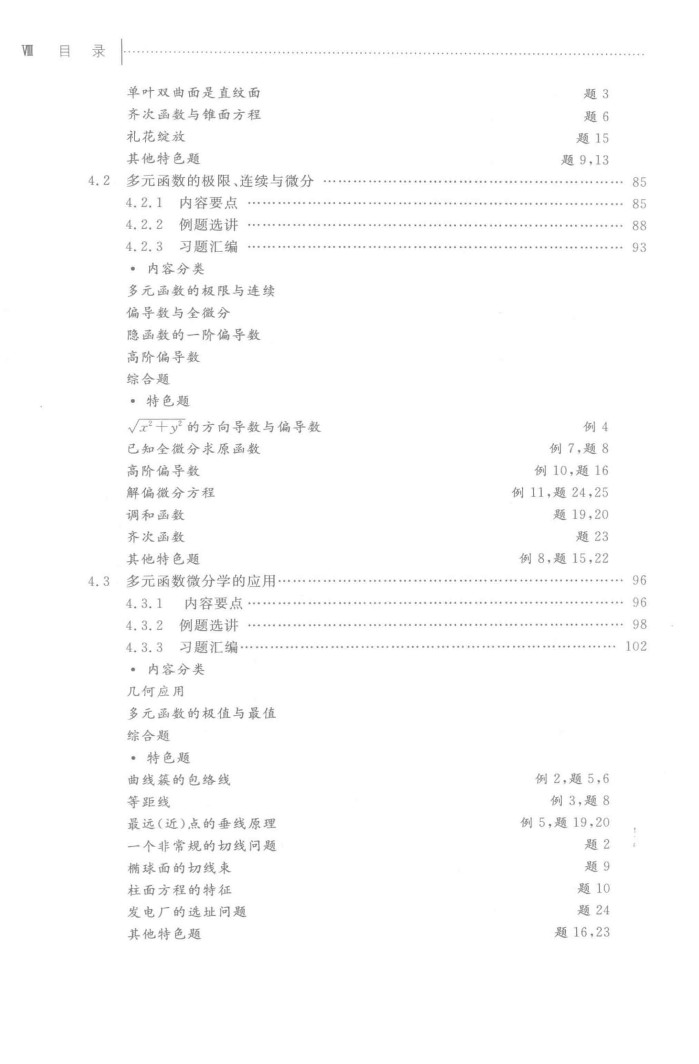 Ⅷ 目 录
单叶双曲面是直纹面 题 3
齐次函数与锥面方程 题 6
礼花绽放 题 15
其他特色题 题 9,13
4.2 多元函数的极限、连续与微分 …… 85
4.2.1 内容要点 …… 85
4.2.2 例题选讲 …… 88
4.2.3 习题汇编 …… 93
• 内容分类
多元函数的极限与连续
偏导数与全微分
隐函数的一阶偏导数
高阶偏导数
综合题
• 特色题
√(x²+y²) 的方向导数与偏导数 例 4
已知全微分求原函数 例 7,题 8
高阶偏导数 例 10,题 16
解偏微分方程 例 11,题 24,25
调和函数 题 19,20
齐次函数 题 23
其他特色题 例 8,题 15,22
4.3 多元函数微分学的应用 …… 96
4.3.1 内容要点 …… 96
4.3.2 例题选讲 …… 98
4.3.3 习题汇编 …… 102
• 内容分类
几何应用
多元函数的极值与最值
综合题
• 特色题
曲线簇的包络线 例 2,题 5,6
等距线 例 3,题 8
最远(近)点的垂线原理 例 5,题 19,20
一个非常规的切线问题 题 2
椭球面的切线束 题 9
柱面方程的特征 题 10
发电厂的选址问题 题 24
其他特色题 题 16,23